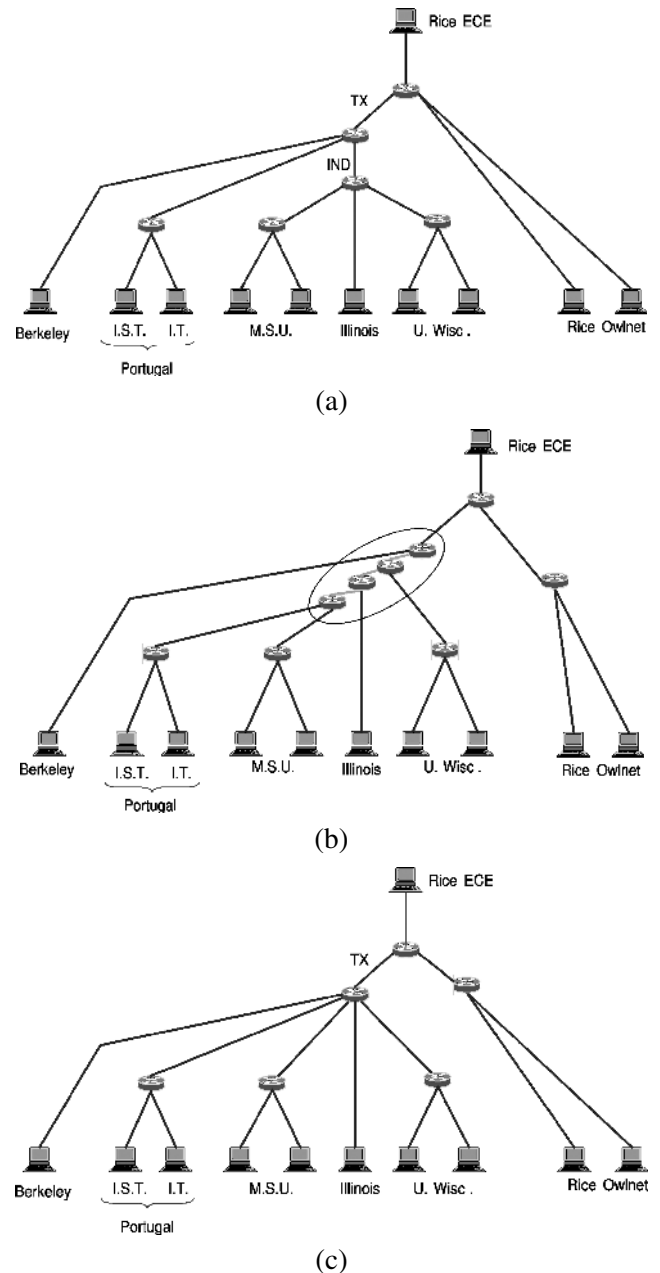 Rice ECE
TX
IND
Berkeley
I.S.T. I.T.
M.S.U.
Illinois
U. Wisc .
Rice Owlnet
Portugal
(a)
Rice ECE
Berkeley
I.S.T. I.T.
M.S.U.
Illinois
U. Wisc .
Rice Owlnet
Portugal
(b)
Rice ECE
TX
Berkeley
I.S.T. I.T.
M.S.U.
Illinois
U. Wisc .
Rice Owlnet
Portugal
(c)